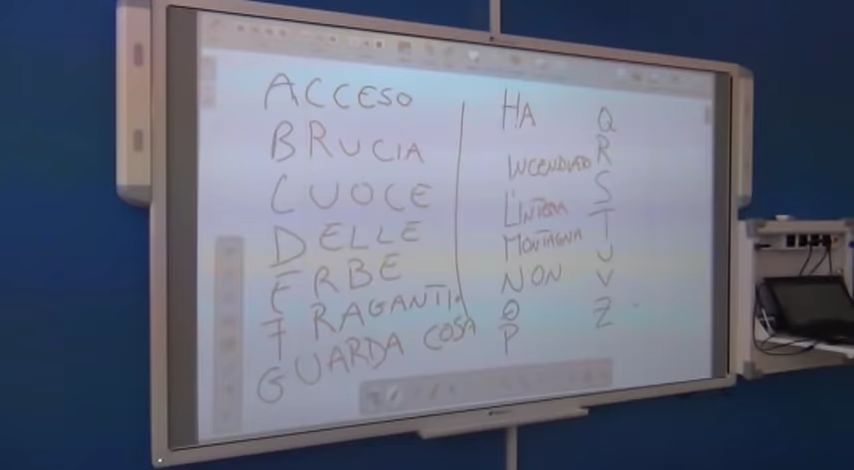 ACCESO
BRUCIA
CUOCE
DELLE
ERBE
FRAGANTI.
GUARDA COSA
HA
INCENDIATO
L'INTERA
MONTAGNA
NON
O
P
Q
R
S
T
U
V
Z